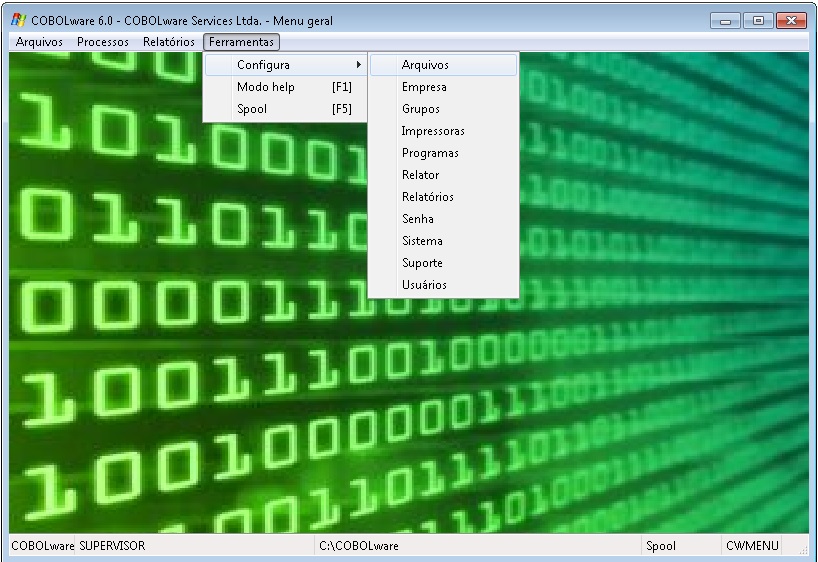 COBOLware 6.0 - COBOLware Services Ltda. - Menu geral
Arquivos Processos Relatórios Ferramentas
Configura
Modo help [F1]
Spool [F5]
Arquivos
Empresa
Grupos
Impressoras
Programas
Relator
Relatórios
Senha
Sistema
Suporte
Usuários
COBOLware SUPERVISOR C:\COBOLware Spool CWMENU